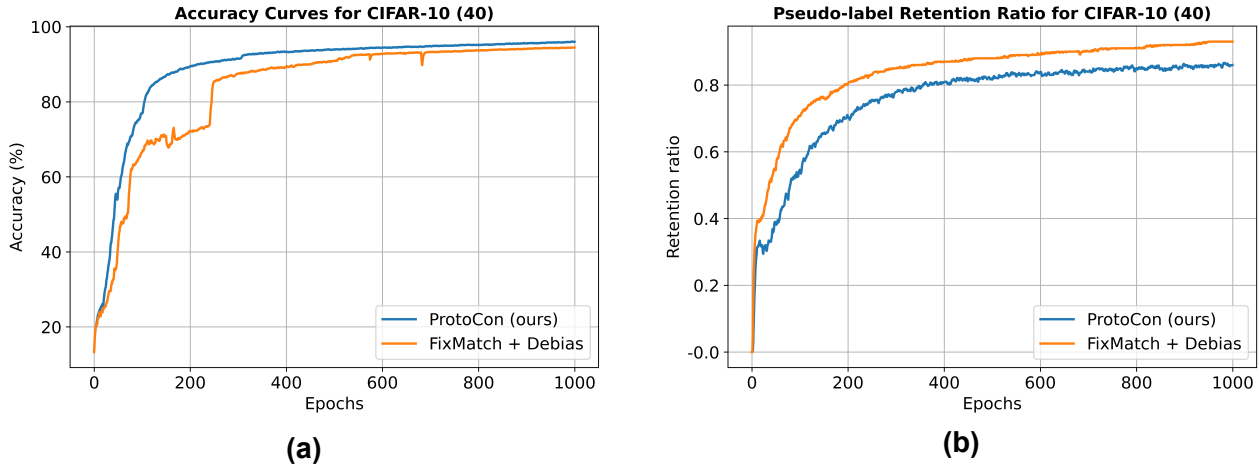 Accuracy Curves for CIFAR-10 (40)
100
80
60
40
20
Accuracy (%)
ProtoCon (ours)
FixMatch + Debias
0 200 400 600 800 1000
Epochs
(a)
Pseudo-label Retention Ratio for CIFAR-10 (40)
0.8
0.6
0.4
0.2
-0.0
Retention ratio
ProtoCon (ours)
FixMatch + Debias
0 200 400 600 800 1000
Epochs
(b)